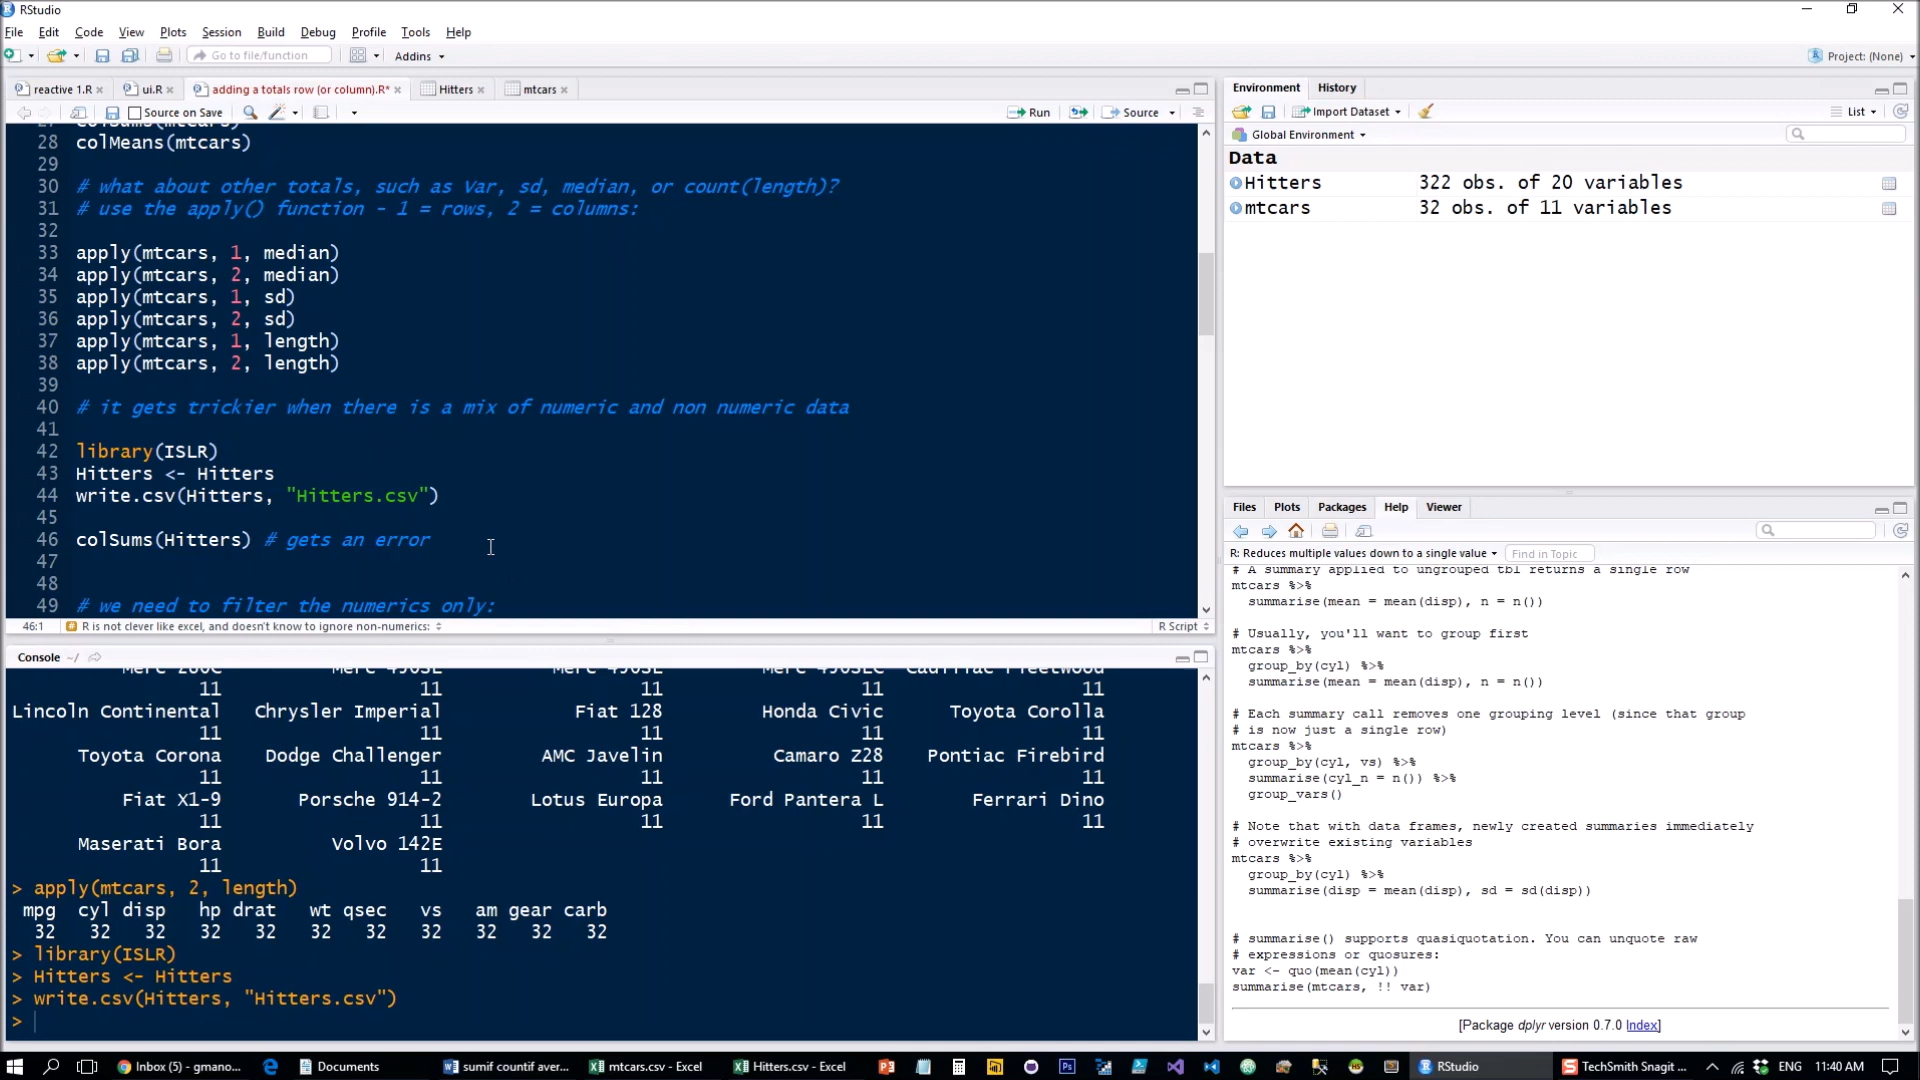 RStudio
File Edit Code View Plots Session Build Debug Profile Tools Help
Go to file/function Addins Project: (None)
reactive 1.R ui.R adding a totals row (or column).R* Hitters mtcars
Source on Save Run Source
27 colSums(mtcars)
28 colMeans(mtcars)
29
30 # what about other totals, such as Var, sd, median, or count(length)?
31 # use the apply() function - 1 = rows, 2 = columns:
32
33 apply(mtcars, 1, median)
34 apply(mtcars, 2, median)
35 apply(mtcars, 1, sd)
36 apply(mtcars, 2, sd)
37 apply(mtcars, 1, length)
38 apply(mtcars, 2, length)
39
40 # it gets trickier when there is a mix of numeric and non numeric data
41
42 library(ISLR)
43 Hitters <- Hitters
44 write.csv(Hitters, "Hitters.csv")
45
46 colSums(Hitters) # gets an error
47
48
49 # we need to filter the numerics only:
46:1 # R is not clever like excel, and doesn't know to ignore non-numerics: R Script
Console ~/
Lincoln Continental Chrysler Imperial Fiat 128 Honda Civic Toyota Corolla
11 11 11 11 11
Toyota Corona Dodge Challenger AMC Javelin Camaro Z28 Pontiac Firebird
11 11 11 11 11
Fiat X1-9 Porsche 914-2 Lotus Europa Ford Pantera L Ferrari Dino
11 11 11 11 11
Maserati Bora Volvo 142E
11 11
> apply(mtcars, 2, length)
mpg cyl disp hp drat wt qsec vs am gear carb
32 32 32 32 32 32 32 32 32 32 32
> library(ISLR)
> Hitters <- Hitters
> write.csv(Hitters, "Hitters.csv")
>
Environment History
Import Dataset List
Global Environment
Data
Hitters 322 obs. of 20 variables
mtcars 32 obs. of 11 variables
Files Plots Packages Help Viewer
R: Reduces multiple values down to a single value Find in Topic
# A summary applied to ungrouped tbl returns a single row
mtcars %>%
summarise(mean = mean(disp), n = n())
# Usually, you'll want to group first
mtcars %>%
group_by(cyl) %>%
summarise(mean = mean(disp), n = n())
# Each summary call removes one grouping level (since that group
# is now just a single row)
mtcars %>%
group_by(cyl, vs) %>%
summarise(cyl_n = n()) %>%
group_vars()
# Note that with data frames, newly created summaries immediately
# overwrite existing variables
mtcars %>%
group_by(cyl) %>%
summarise(disp = mean(disp), sd = sd(disp))
# summarise() supports quasiquotation. You can unquote raw
# expressions or quosures:
var <- quo(mean(cyl))
summarise(mtcars, !! var)
[Package dplyr version 0.7.0 Index]
Inbox (5) - gmano... Documents sumif countif aver... mtcars.csv - Excel Hitters.csv - Excel RStudio TechSmith Snagit ... ENG 11:40 AM